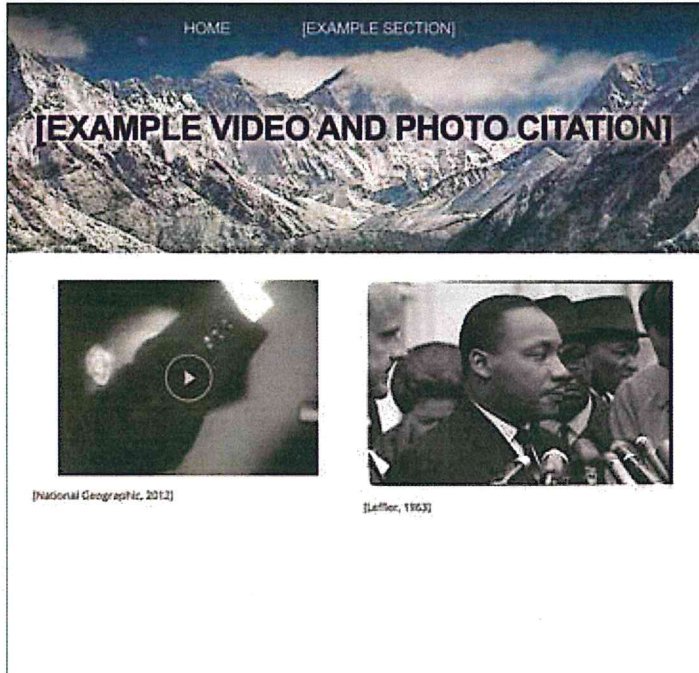 HOME [EXAMPLE SECTION]
[EXAMPLE VIDEO AND PHOTO CITATION]
[National Geographic, 2012]
[Leffler, 1963]